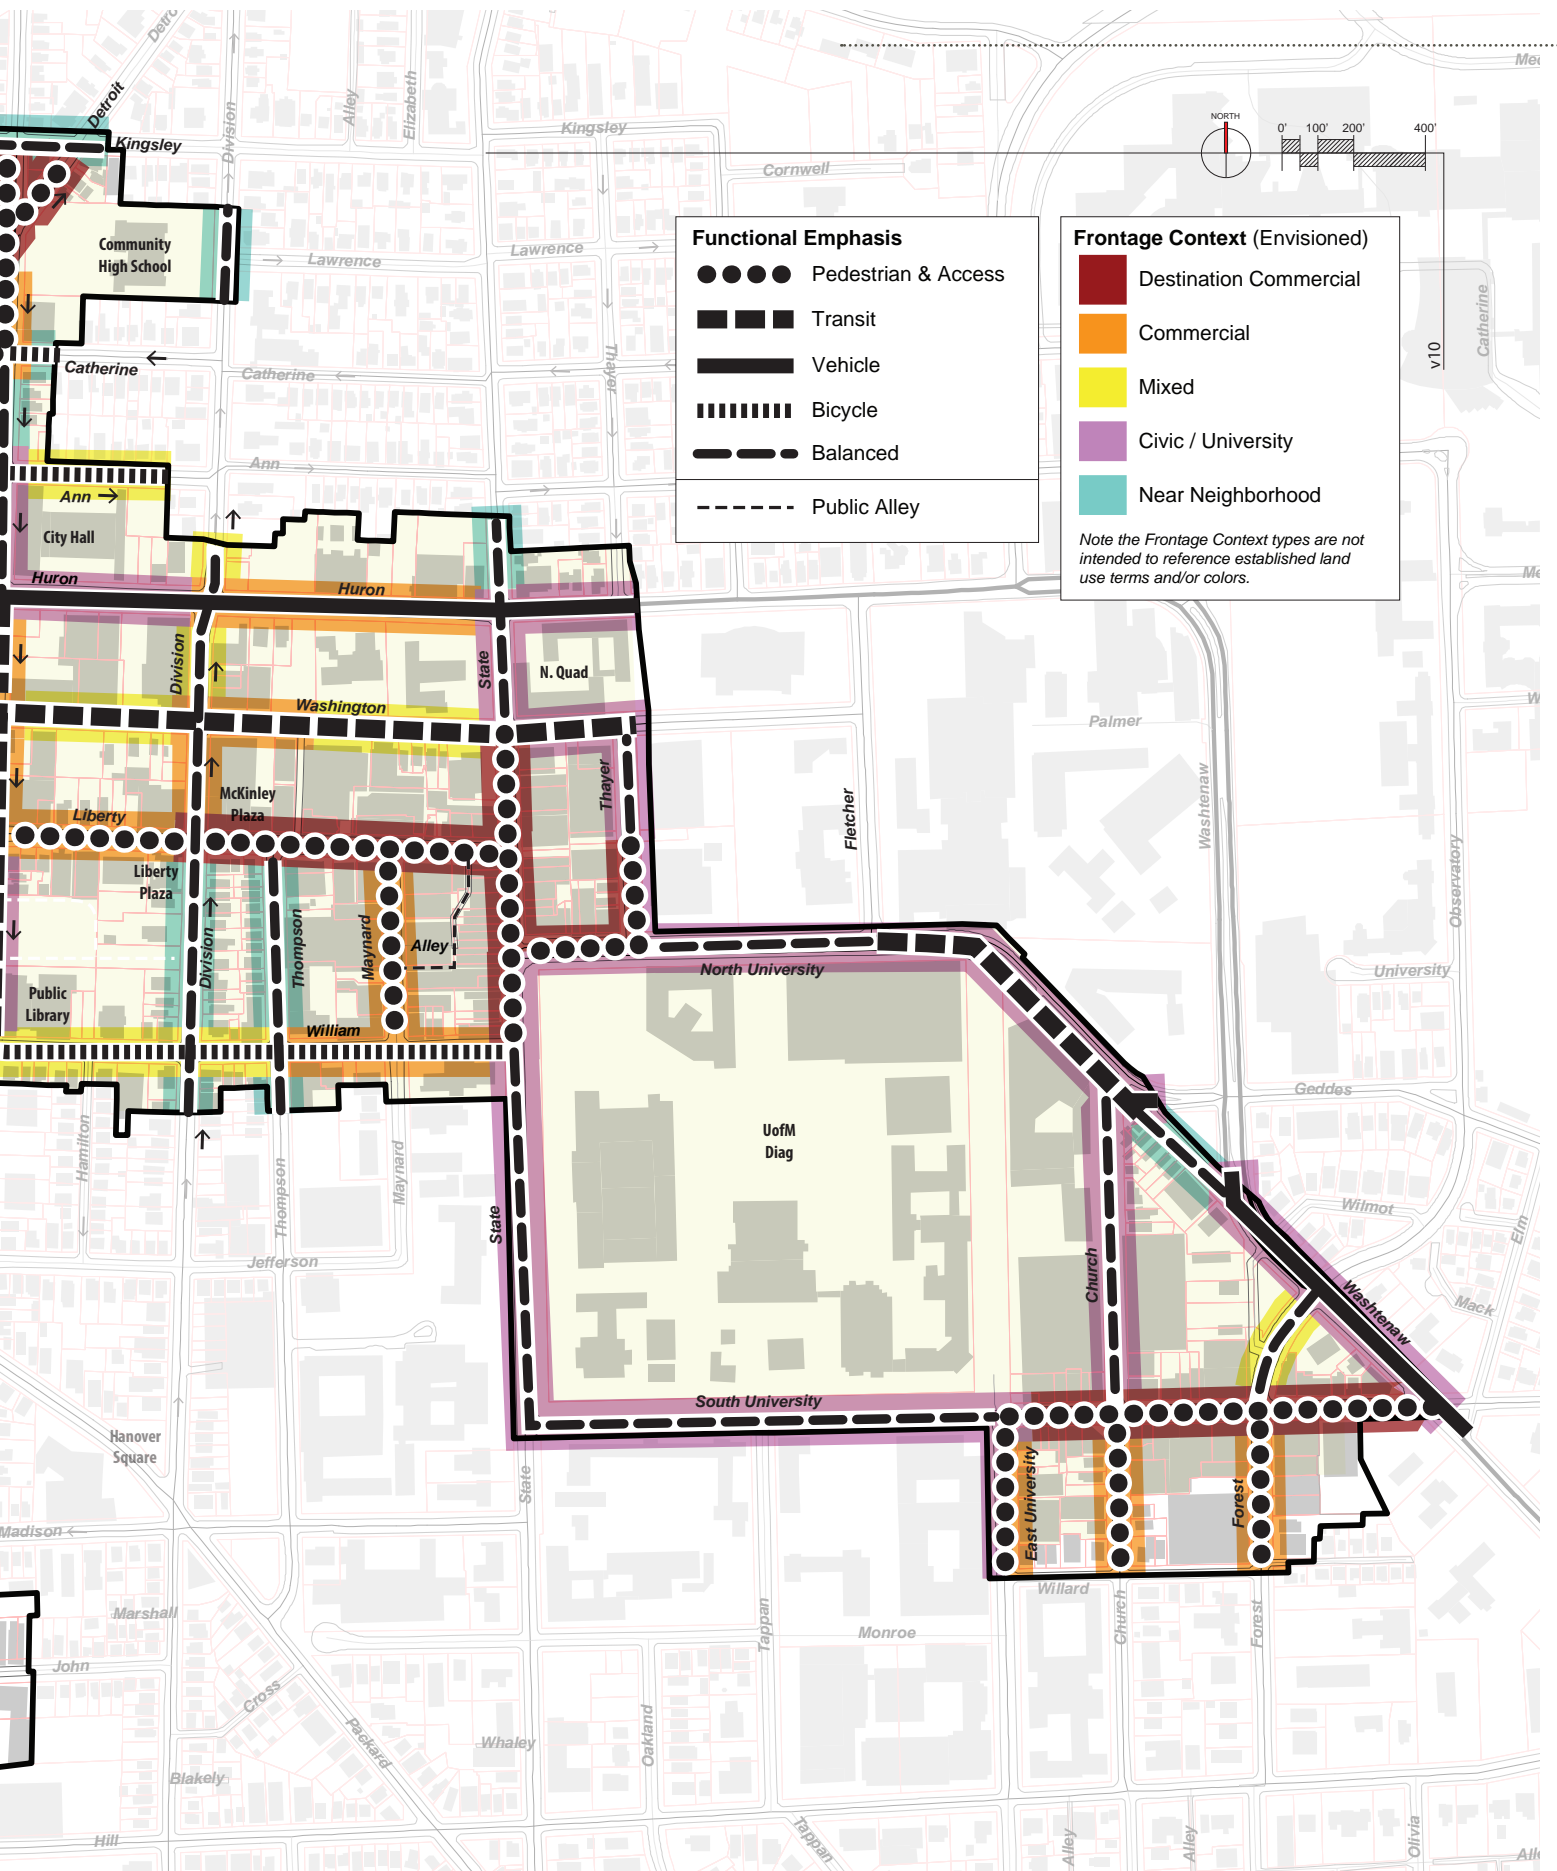 Detroit
Detroit
Kingsley
Division
Alley
Elizabeth
Kingsley
Cornwell
NORTH
0' 100' 200' 400'
v10
Community
High School
Lawrence
Lawrence
Thayer
Catherine
Catherine
Catherine
Functional Emphasis
Pedestrian & Access
Transit
Vehicle
Bicycle
Balanced
Public Alley
Frontage Context (Envisioned)
Destination Commercial
Commercial
Mixed
Civic / University
Near Neighborhood
Note the Frontage Context types are not
intended to reference established land
use terms and/or colors.
Ann
Ann
City Hall
Huron
Huron
Division
State
N. Quad
Washington
Palmer
Washtenaw
Observatory
McKinley
Plaza
Liberty
Thayer
Fletcher
Liberty
Plaza
Division
Thompson
Maynard
Alley
North University
University
Public
Library
William
Geddes
Hamilton
Thompson
Maynard
UofM
Diag
State
Jefferson
Church
Wilmot
Elm
Washtenaw
Mack
South University
Hanover
Square
State
East University
Forest
Madison
Willard
Marshall
Tappan
Monroe
Church
Forest
John
Cross
Packard
Whaley
Oakland
Blakely
Hill
Tappan
Alley
Alley
Olivia